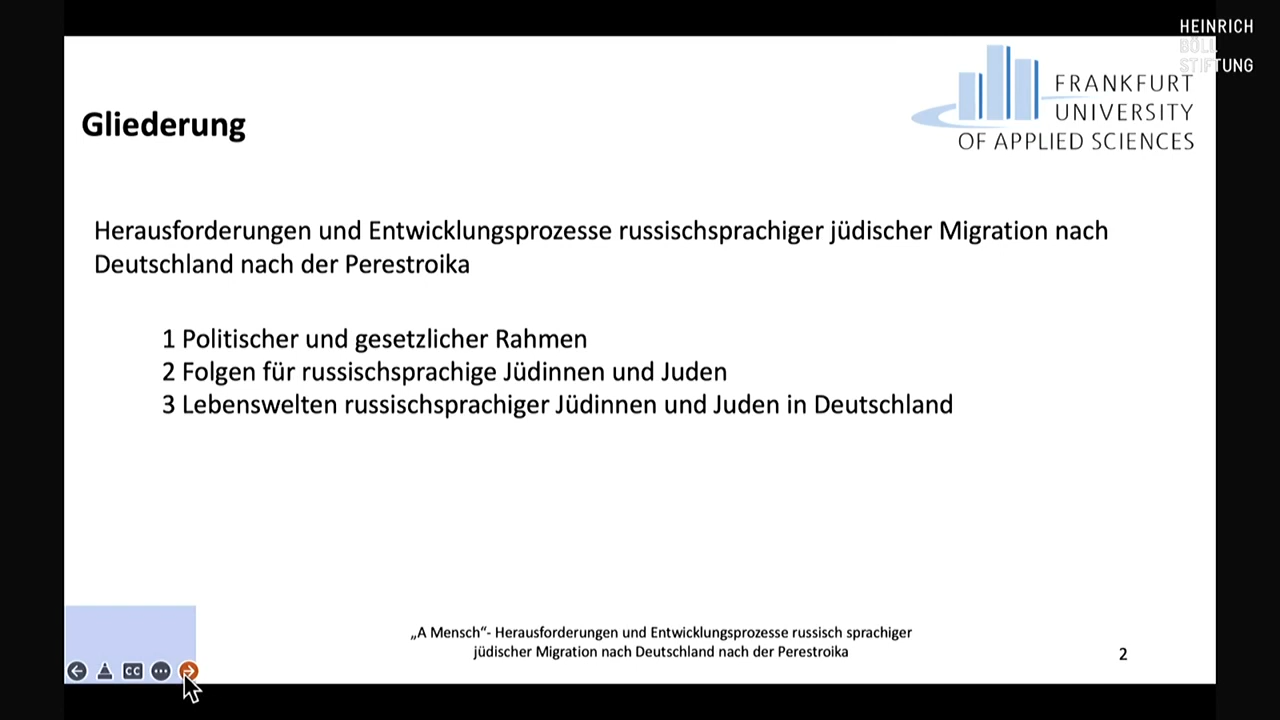 HEINRICH
BÖLL
STIFTUNG
FRANKFURT
UNIVERSITY
OF APPLIED SCIENCES
Gliederung
Herausforderungen und Entwicklungsprozesse russischsprachiger jüdischer Migration nach
Deutschland nach der Perestroika
1 Politischer und gesetzlicher Rahmen
2 Folgen für russischsprachige Jüdinnen und Juden
3 Lebenswelten russischsprachiger Jüdinnen und Juden in Deutschland
„A Mensch“- Herausforderungen und Entwicklungsprozesse russisch sprachiger
jüdischer Migration nach Deutschland nach der Perestroika
2
CC